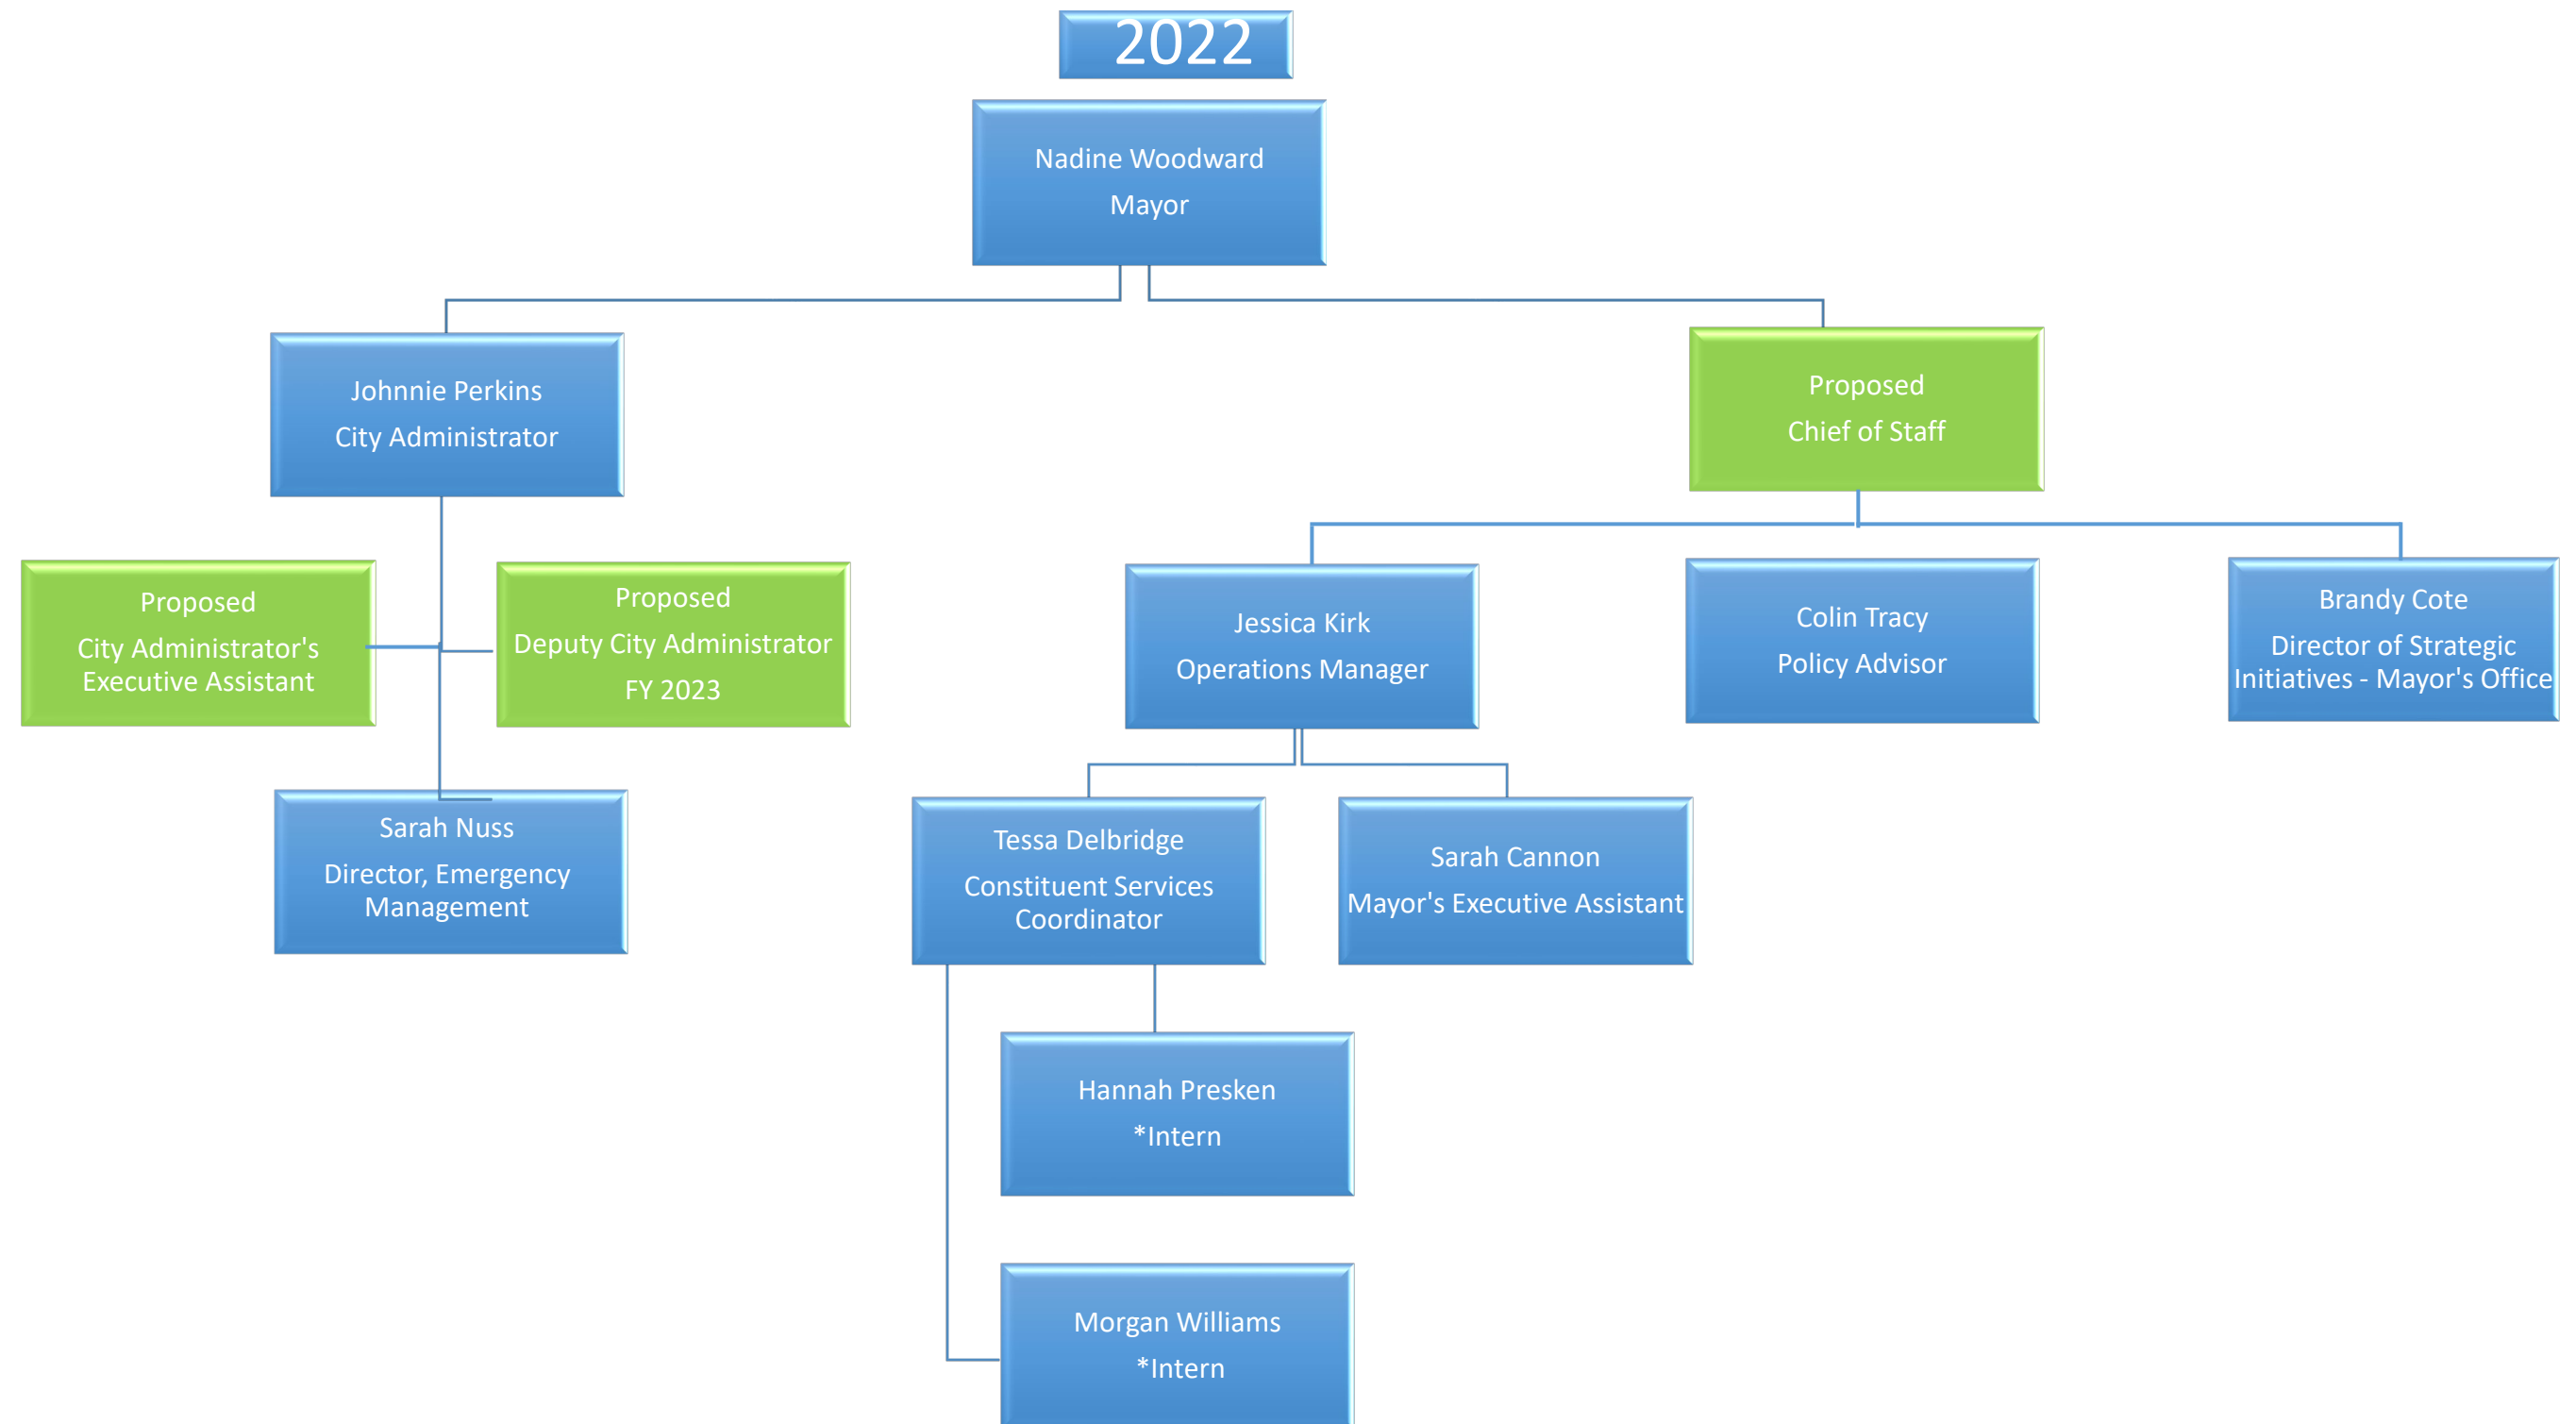 2022
Nadine Woodward
Mayor
Johnnie Perkins
City Administrator
Proposed
Chief of Staff
Proposed
City Administrator's
Executive Assistant
Proposed
Deputy City Administrator
FY 2023
Jessica Kirk
Operations Manager
Colin Tracy
Policy Advisor
Brandy Cote
Director of Strategic
Initiatives - Mayor's Office
Sarah Nuss
Director, Emergency
Management
Tessa Delbridge
Constituent Services
Coordinator
Sarah Cannon
Mayor's Executive Assistant
Hannah Presken
*Intern
Morgan Williams
*Intern